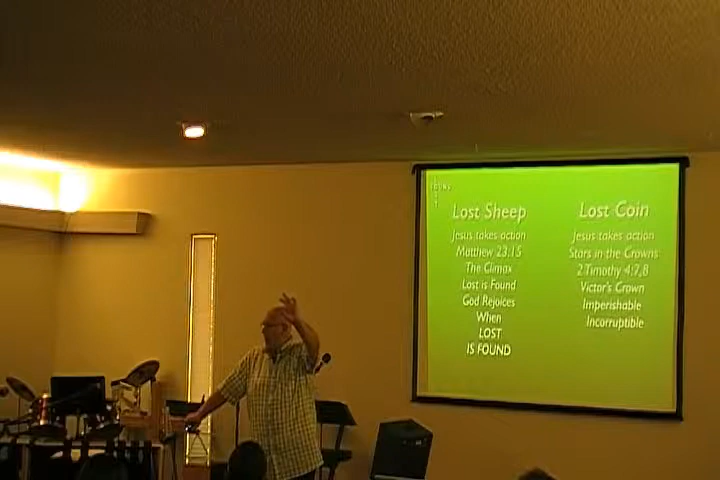 FOUND
Lost Sheep
Jesus takes action
Matthew 23:15
The Climax
Lost is Found
God Rejoices
When
LOST
IS FOUND
Lost Coin
Jesus takes action
Stars in the Crowns
2 Timothy 4:7,8
Victor's Crown
Imperishable
Incorruptible